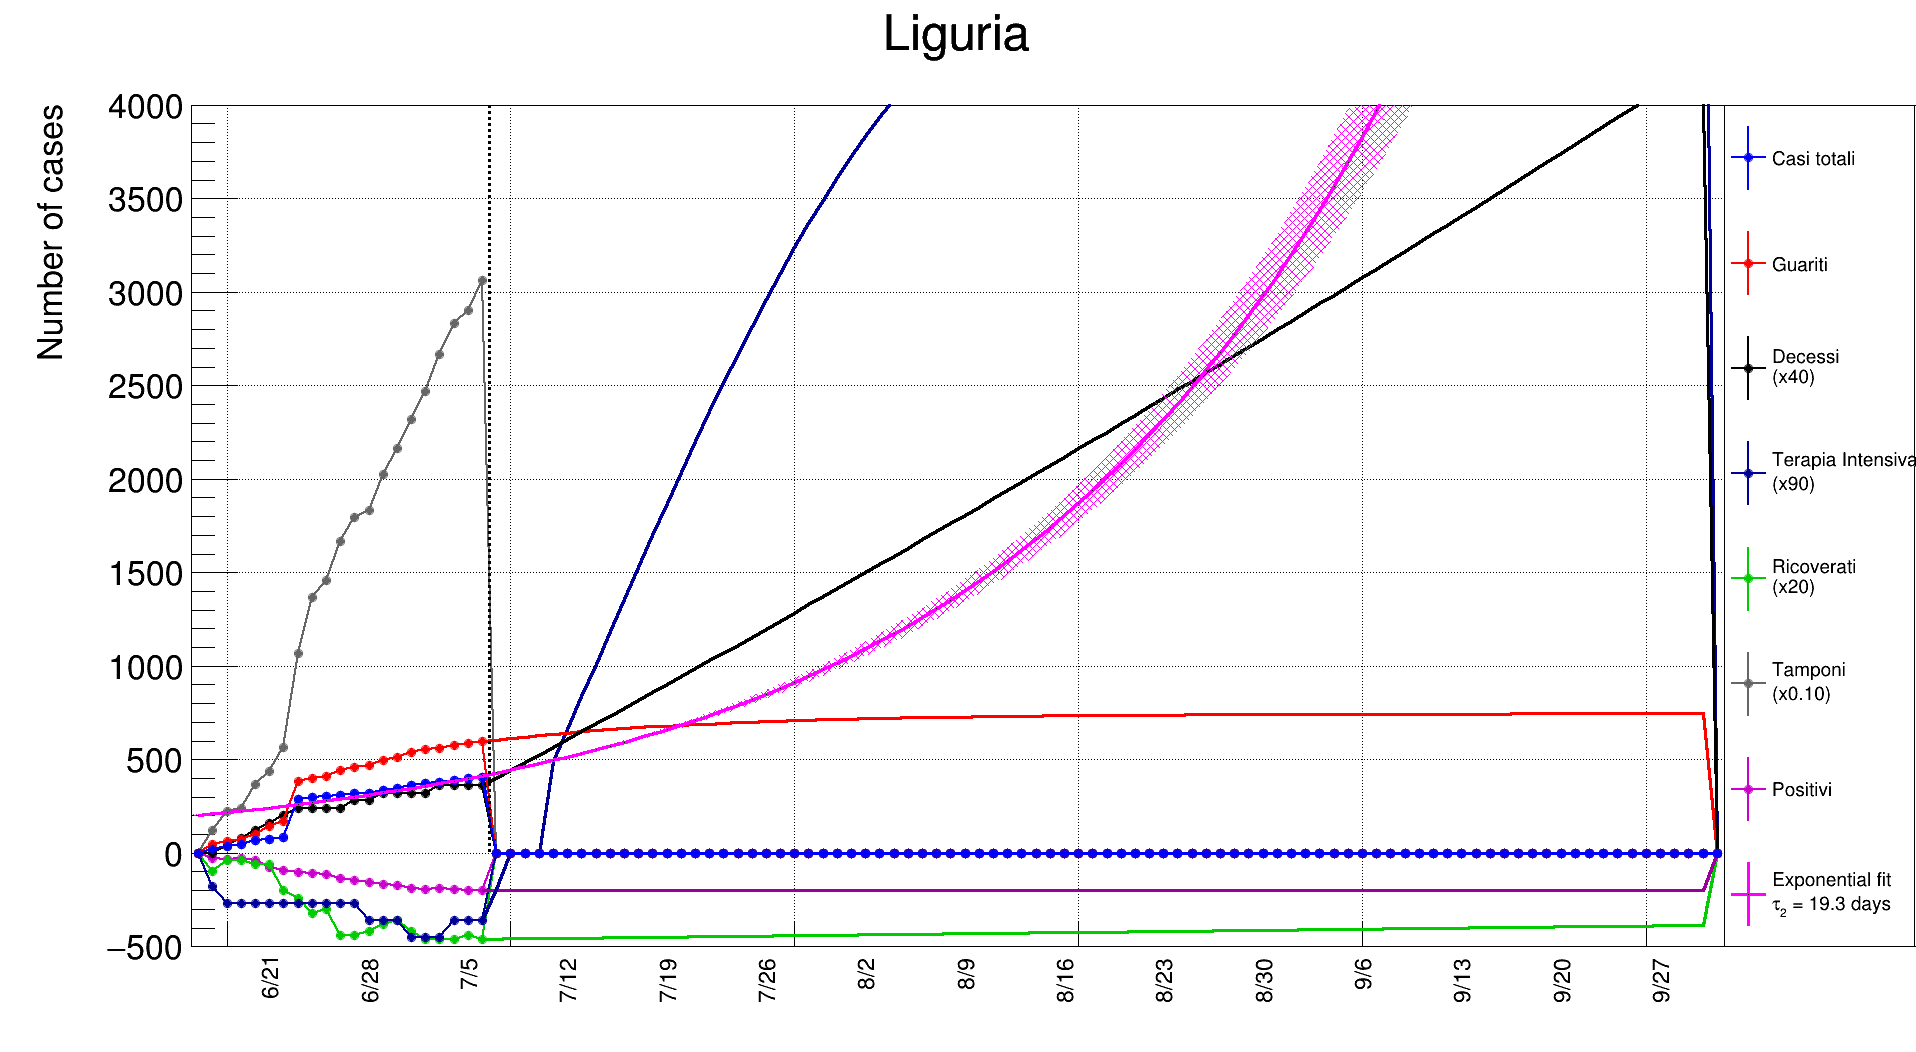 Liguria
Number of cases
4000
3500
3000
2500
2000
1500
1000
500
0
−500
6/21
6/28
7/5
7/12
7/19
7/26
8/2
8/9
8/16
8/23
8/30
9/6
9/13
9/20
9/27
Casi totali
Guariti
Decessi
(x40)
Terapia Intensiva
(x90)
Ricoverati
(x20)
Tamponi
(x0.10)
Positivi
Exponential fit
τ2 = 19.3 days